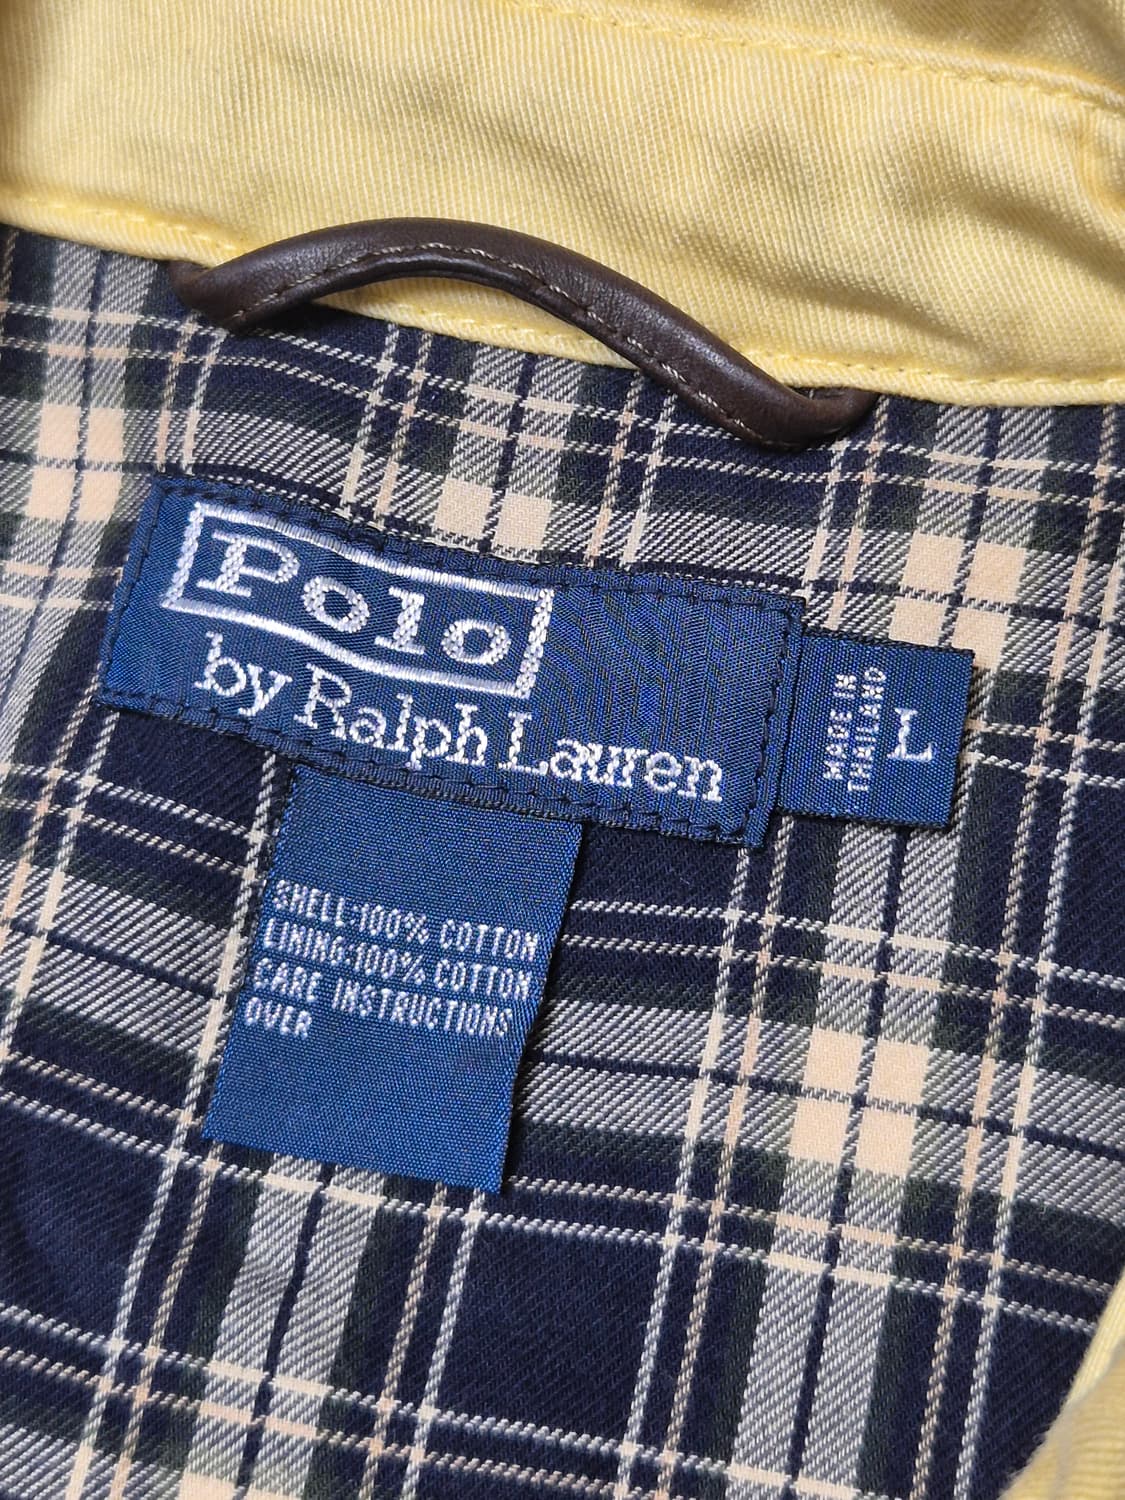 Polo
by Ralph Lauren
MADE IN
THAILAND
L
SHELL:100% COTTON
LINING:100% COTTON
CARE INSTRUCTIONS
OVER